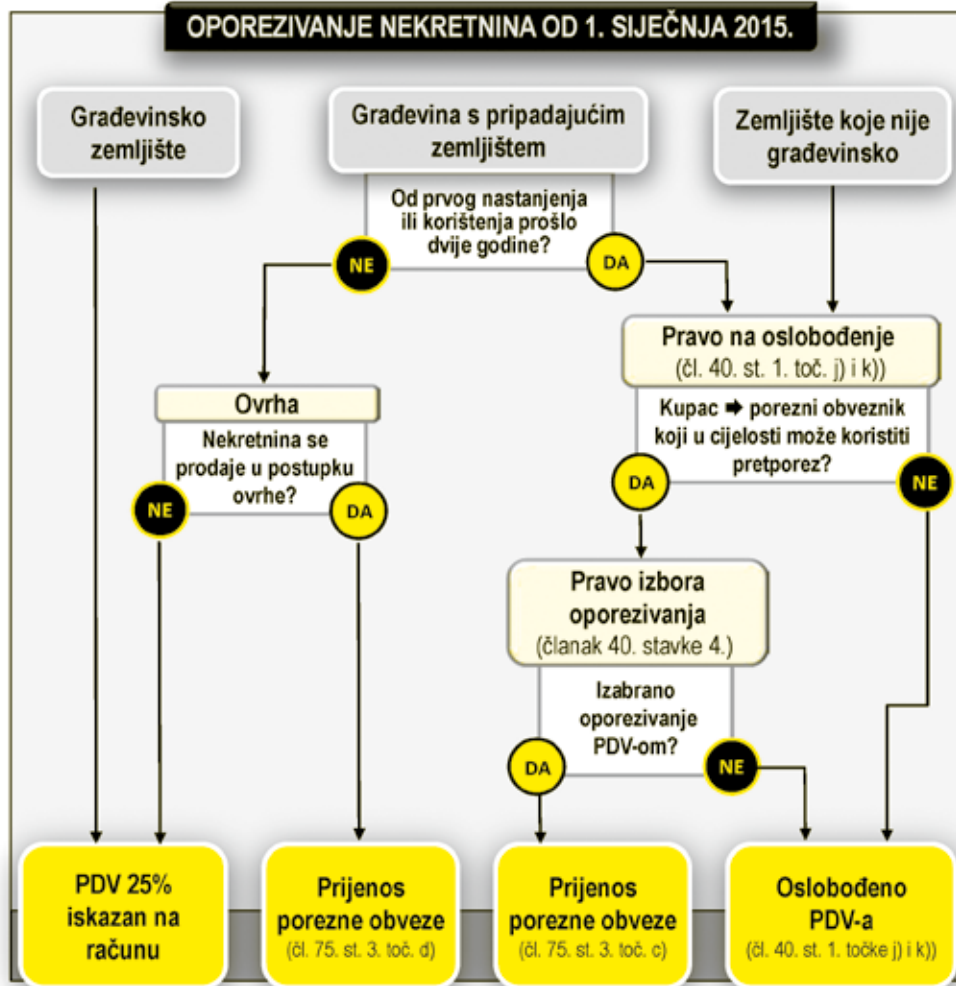 OPOREZIVANJE NEKRETNINA OD 1. SIJEČNJA 2015.
Građevinsko
zemljište
Građevina s pripadajućim
zemljištem
Zemljište koje nije
građevinsko
Od prvog nastanjenja
ili korištenja prošlo
dvije godine?
NE
DA
Pravo na oslobođenje
(čl. 40. st. 1. toč. j) i k))
Kupac ➡ porezni obveznik
koji u cijelosti može koristiti
pretporez?
DA
NE
Ovrha
Nekretnina se
prodaje u postupku
ovrhe?
NE
DA
Pravo izbora
oporezivanja
(članak 40. stavke 4.)
Izabrano
oporezivanje
PDV-om?
DA
NE
PDV 25%
iskazan na
računu
Prijenos
porezne obveze
(čl. 75. st. 3. toč. d)
Prijenos
porezne obveze
(čl. 75. st. 3. toč. c)
Oslobođeno
PDV-a
(čl. 40. st. 1. točke j) i k))